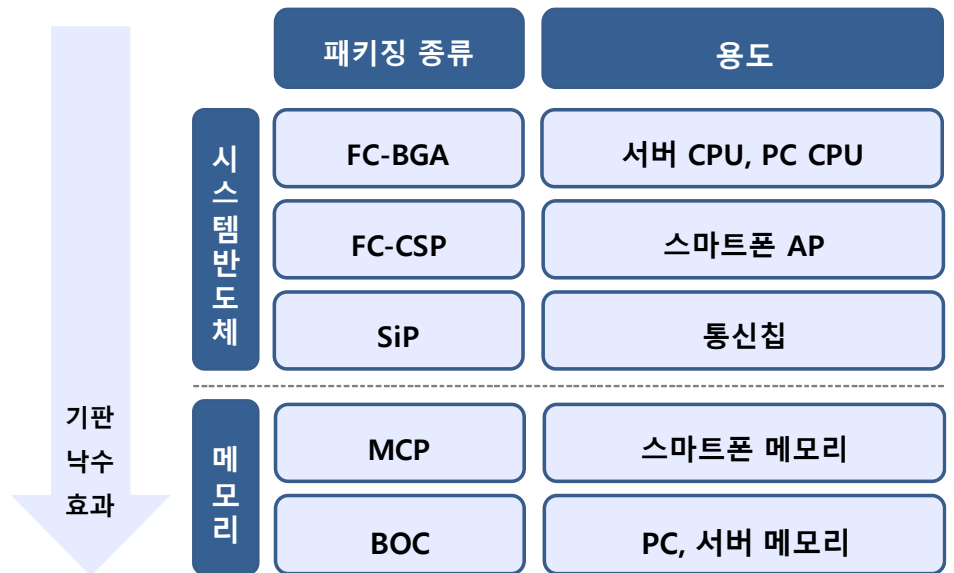 패키징 종류
용도
시스템반도체
FC-BGA
서버 CPU, PC CPU
FC-CSP
스마트폰 AP
SiP
통신칩
기판
낙수
효과
메모리
MCP
스마트폰 메모리
BOC
PC, 서버 메모리